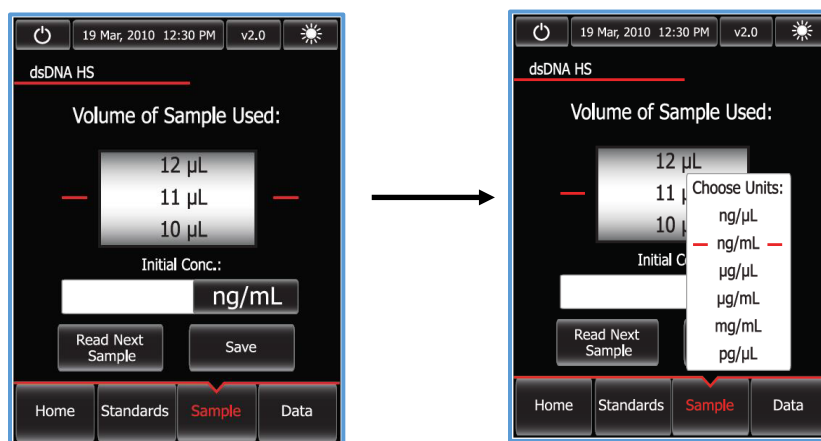 19 Mar, 2010 12:30 PM
v2.0
dsDNA HS
Volume of Sample Used:
12 µL
11 µL
10 µL
Initial Conc.:
ng/mL
Read Next
Sample
Save
Home
Standards
Sample
Data
19 Mar, 2010 12:30 PM
v2.0
dsDNA HS
Volume of Sample Used:
12 µL
11 µ
10 µ
Choose Units:
ng/µL
ng/mL
µg/µL
µg/mL
mg/mL
pg/µL
Initial C
Read Next
Sample
Home
Standards
Sample
Data